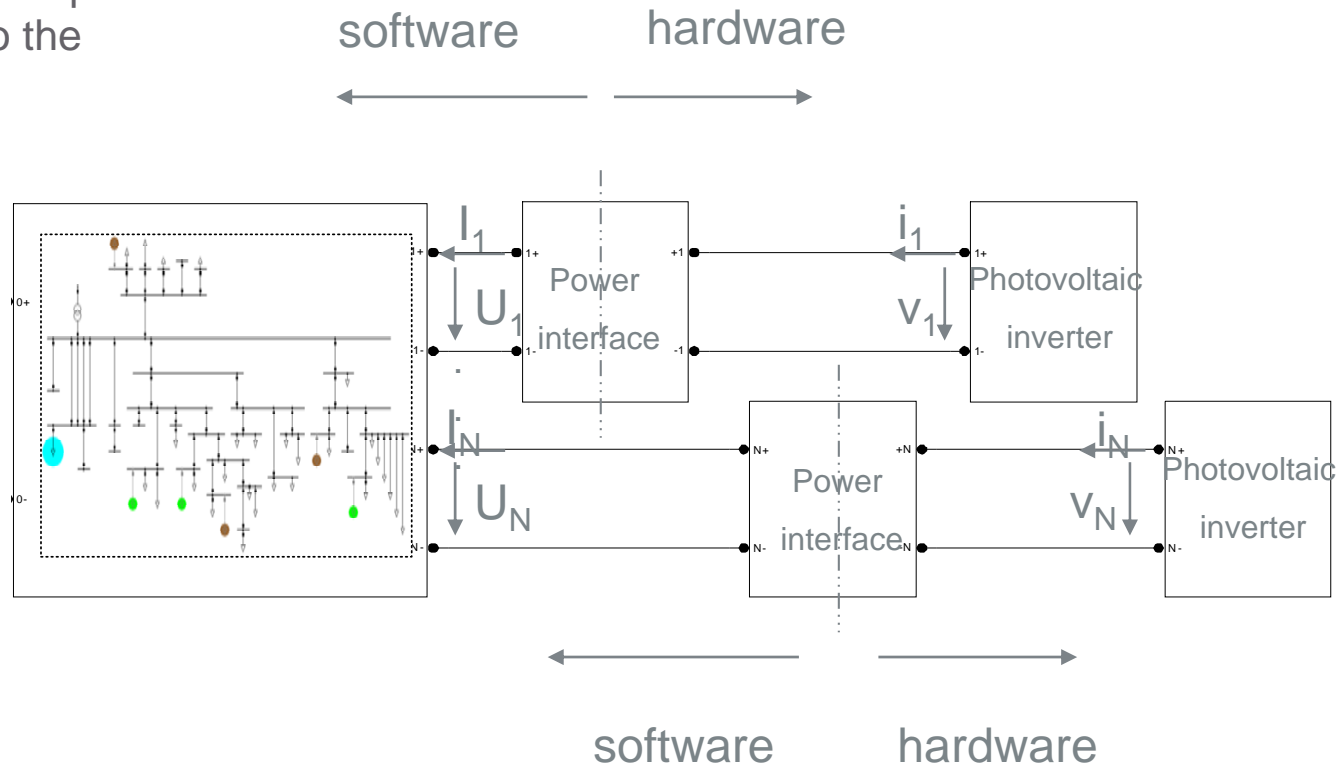 o the
software hardware
I1 i1
1+ 1+ +1 1+
Power
interface
U1 v1
Photovoltaic
inverter
0+
1- 1- -1 1-
IN iN
N+ N+ +N N+
Power
interface
UN vN
Photovoltaic
inverter
0-
N- N- -N N-
software hardware